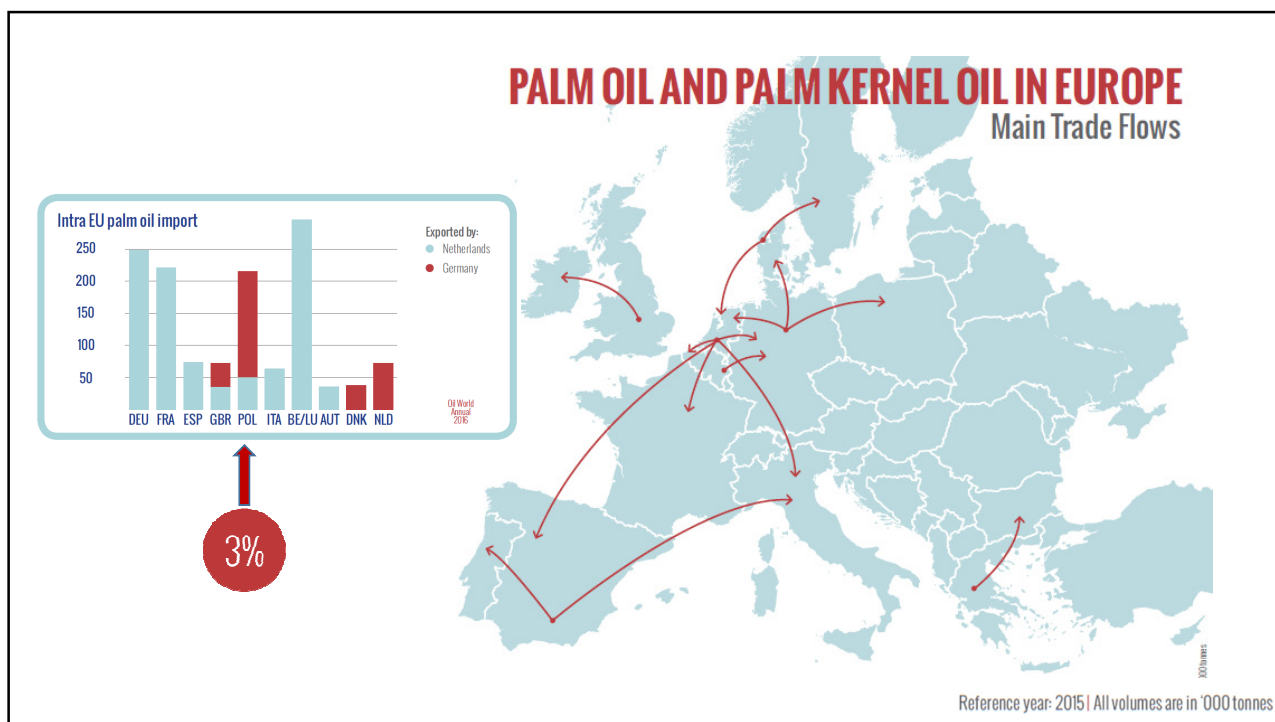 PALM OIL AND PALM KERNEL OIL IN EUROPE
Main Trade Flows
Intra EU palm oil import
250
200
150
100
50
DEU FRA ESP GBR POL ITA BE/LU AUT DNK NLD
Exported by:
Netherlands
Germany
Oil World
Annual
2016
3%
Reference year: 2015 | All volumes are in '000 tonnes